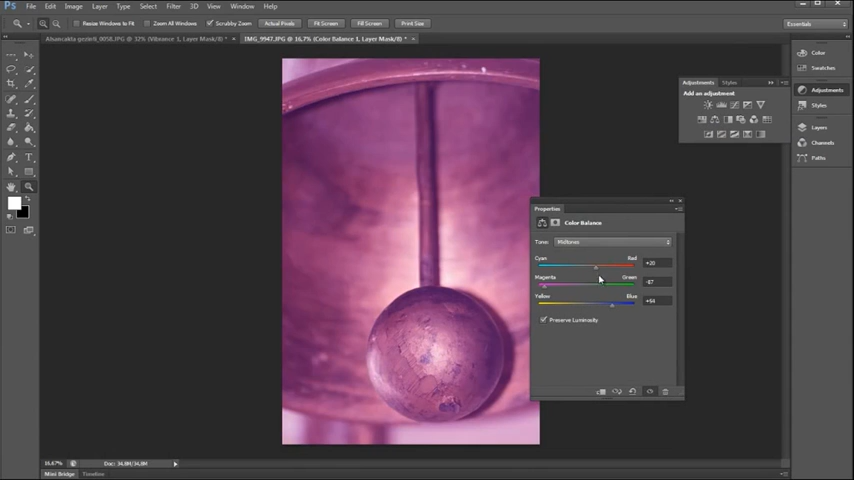 Ps File Edit Image Layer Type Select Filter 3D View Window Help
Resize Windows to Fit Zoom All Windows Scrubby Zoom Actual Pixels Fit Screen Fill Screen Print Size Essentials
IMG_9947.JPG @ 16,7% (Color Balance 1, Layer Mask/8) *
Color
Swatches
Adjustments Styles
Add an adjustment
Adjustments
Styles
Layers
Channels
Paths
Properties
Color Balance
Tone: Midtones
Cyan Red +20
Magenta Green -87
Yellow Blue +54
Preserve Luminosity
16,67% Doc: 34,8M/34,8M
Mini Bridge Timeline